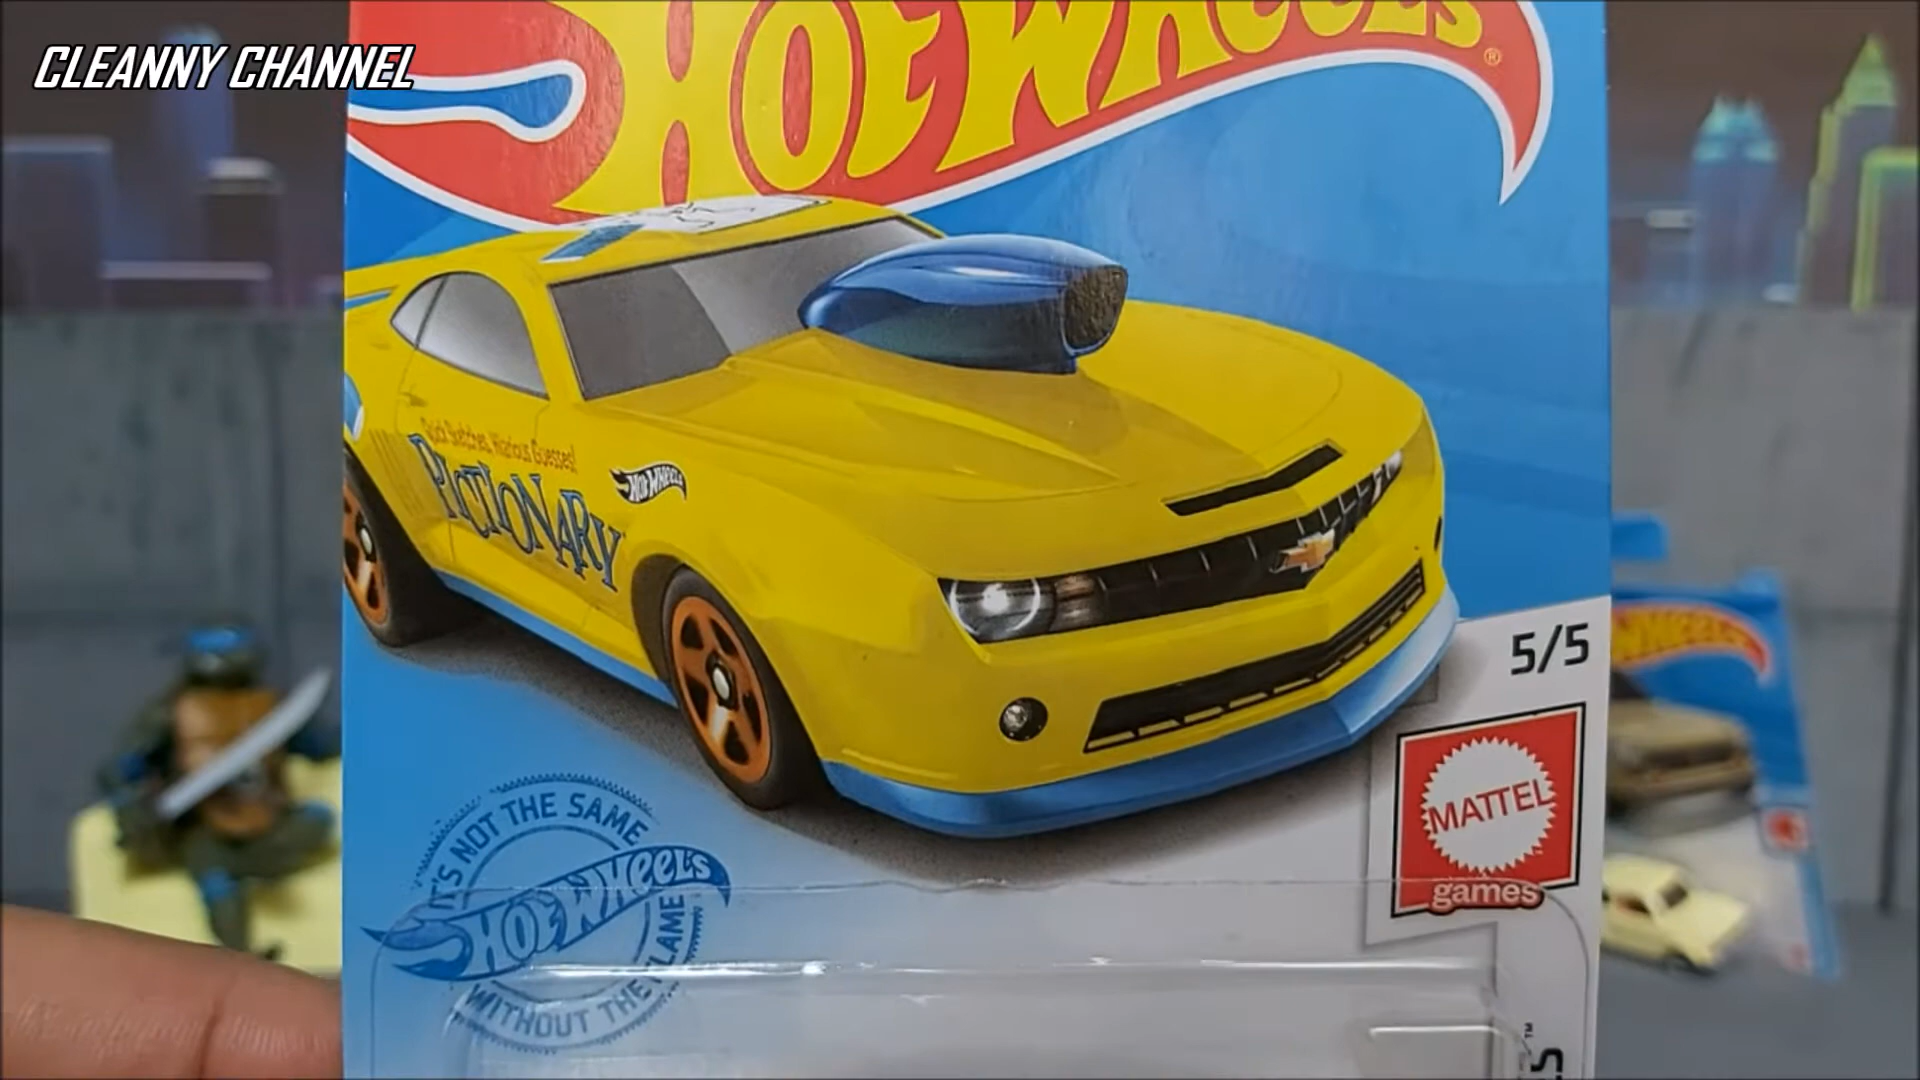 CLEANNY CHANNEL
HOT WHEELS®
Quick Sketches, Hilarious Guesses!
PICTIONARY
HOT WHEELS
5/5
MATTEL
games
IT'S NOT THE SAME
HOT WHEELS
WITHOUT THE FLAME
WHEELS